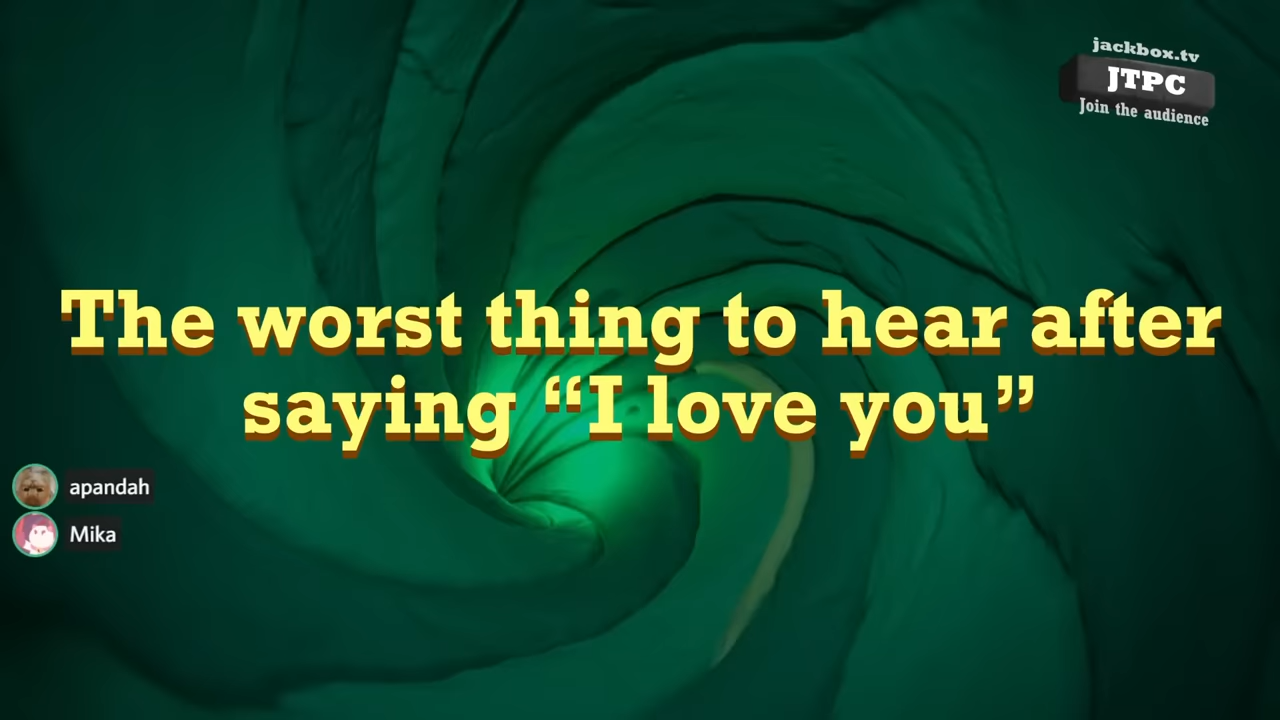 jackbox.tv
JTPC
Join the audience
The worst thing to hear after
saying “I love you”
apandah
Mika